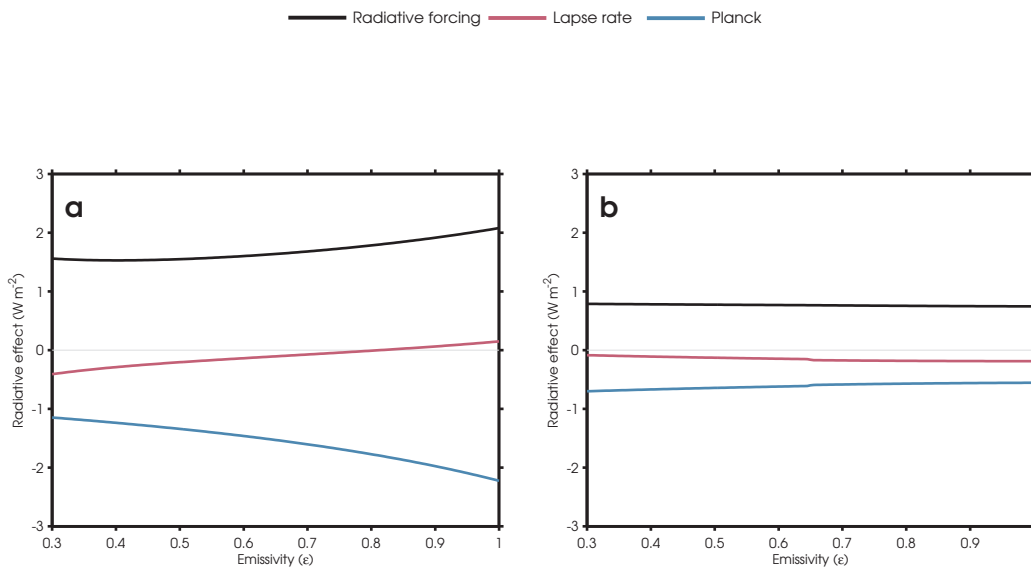 Radiative forcing Lapse rate Planck
a
3
2
1
0
-1
-2
-3
Radiative effect (W m⁻²)
0.3 0.4 0.5 0.6 0.7 0.8 0.9 1
Emissivity (ε)
b
3
2
1
0
-1
-2
-3
Radiative effect (W m⁻²)
0.3 0.4 0.5 0.6 0.7 0.8 0.9
Emissivity (ε)